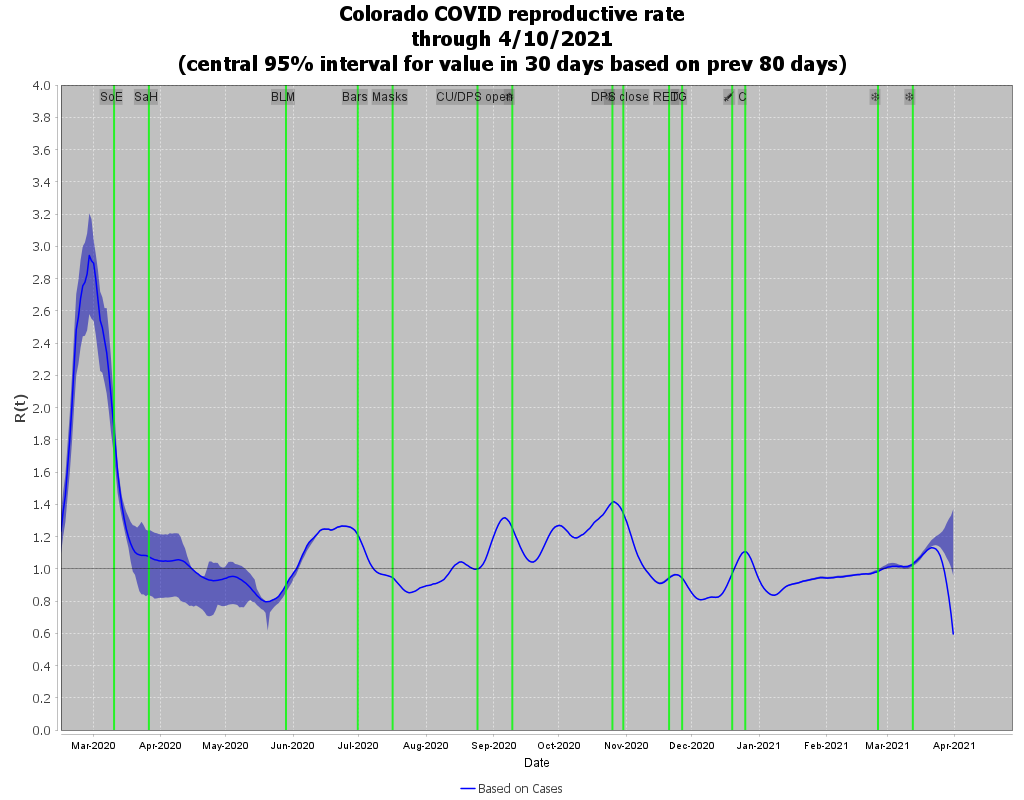 Colorado COVID reproductive rate
through 4/10/2021
(central 95% interval for value in 30 days based on prev 80 days)
SoE SaH BLM Bars Masks CU/DPS open DPS close RED TG C
4.0
3.8
3.6
3.4
3.2
3.0
2.8
2.6
2.4
2.2
2.0
1.8
1.6
1.4
1.2
1.0
0.8
0.6
0.4
0.2
0.0
R(t)
Mar-2020 Apr-2020 May-2020 Jun-2020 Jul-2020 Aug-2020 Sep-2020 Oct-2020 Nov-2020 Dec-2020 Jan-2021 Feb-2021 Mar-2021 Apr-2021
Date
Based on Cases